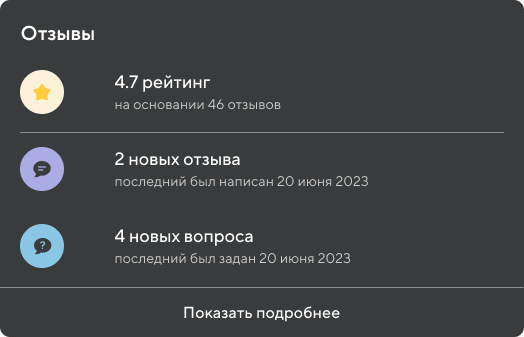 Отзывы
4.7 рейтинг
на основании 46 отзывов
2 новых отзыва
последний был написан 20 июня 2023
?
4 новых вопроса
последний был задан 20 июня 2023
Показать подробнее